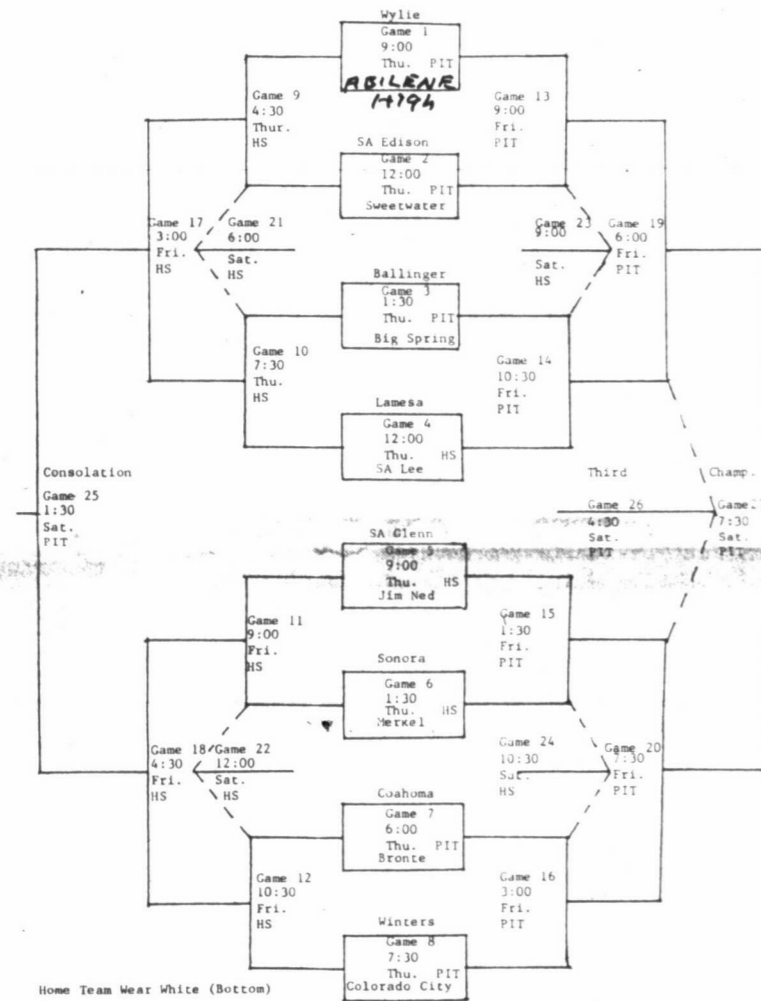 Wylie
Game 1
9:00
Thu. PIT
ABILENE
HIGH
Game 9
4:30
Thur.
HS
Game 13
9:00
Fri.
PIT
SA Edison
Game 2
12:00
Thu. PIT
Sweetwater
Game 17
3:00
Fri.
HS
Game 21
6:00
Sat.
HS
Game 23
9:00
Sat.
HS
Game 19
6:00
Fri.
PIT
Ballinger
Game 3
1:30
Thu. PIT
Big Spring
Game 10
7:30
Thu.
HS
Game 14
10:30
Fri.
PIT
Lamesa
Game 4
12:00
Thu. HS
SA Lee
Consolation
Game 25
1:30
Sat.
PIT
Third
Game 26
4:30
Sat.
PIT
Champ.
Game
7:30
Sat.
PIT
SA Glenn
Game 5
9:00
Thu. HS
Jim Ned
Game 11
9:00
Fri.
HS
Game 15
1:30
Fri.
PIT
Sonora
Game 6
1:30
Thu. HS
Merkel
Game 18
4:30
Fri.
HS
Game 22
12:00
Sat.
HS
Game 24
10:30
Sat.
HS
Game 20
7:30
Fri.
PIT
Coahoma
Game 7
6:00
Thu. PIT
Bronte
Game 12
10:30
Fri.
HS
Game 16
3:00
Fri.
PIT
Winters
Game 8
7:30
Thu. PIT
Colorado City
Home Team Wear White (Bottom)